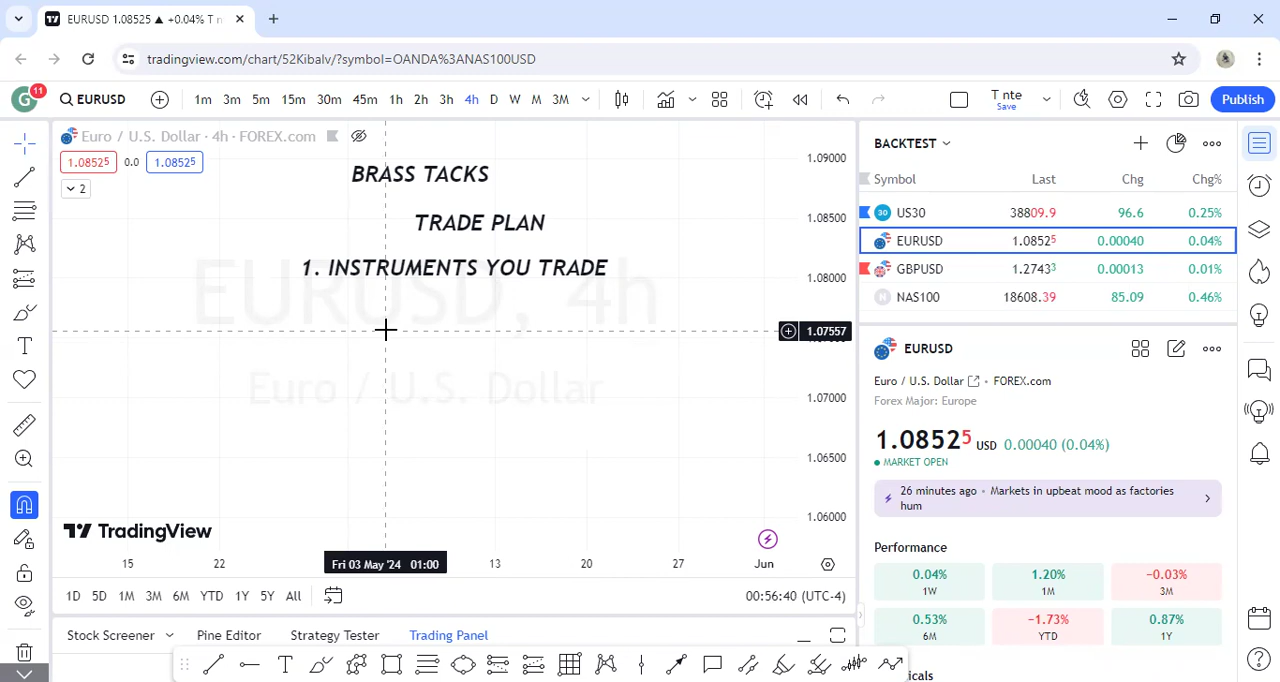 EURUSD 1.08525 ▲ +0.04% T n
tradingview.com/chart/52Kibalv/?symbol=OANDA%3ANAS100USD
G 11 EURUSD 1m 3m 5m 15m 30m 45m 1h 2h 3h 4h D W M 3M T nte Save Publish
Euro / U.S. Dollar · 4h · FOREX.com
1.08525 0.0 1.08525
2
BRASS TACKS
TRADE PLAN
1. INSTRUMENTS YOU TRADE
EURUSD, 4h
Euro / U.S. Dollar
1.09000
1.08500
1.08000
1.07557
1.07000
1.06500
1.06000
TradingView
15 22 Fri 03 May '24 01:00 13 20 27 Jun
1D 5D 1M 3M 6M YTD 1Y 5Y All 00:56:40 (UTC-4)
Stock Screener Pine Editor Strategy Tester Trading Panel
BACKTEST
Symbol Last Chg Chg%
30 US30 38809.9 96.6 0.25%
EURUSD 1.08525 0.00040 0.04%
GBPUSD 1.27433 0.00013 0.01%
N NAS100 18608.39 85.09 0.46%
EURUSD
Euro / U.S. Dollar • FOREX.com
Forex Major: Europe
1.08525 USD 0.00040 (0.04%)
MARKET OPEN
26 minutes ago • Markets in upbeat mood as factories
hum
Performance
0.04% 1.20% −0.03%
1W 1M 3M
0.53% −1.73% 0.87%
6M YTD 1Y